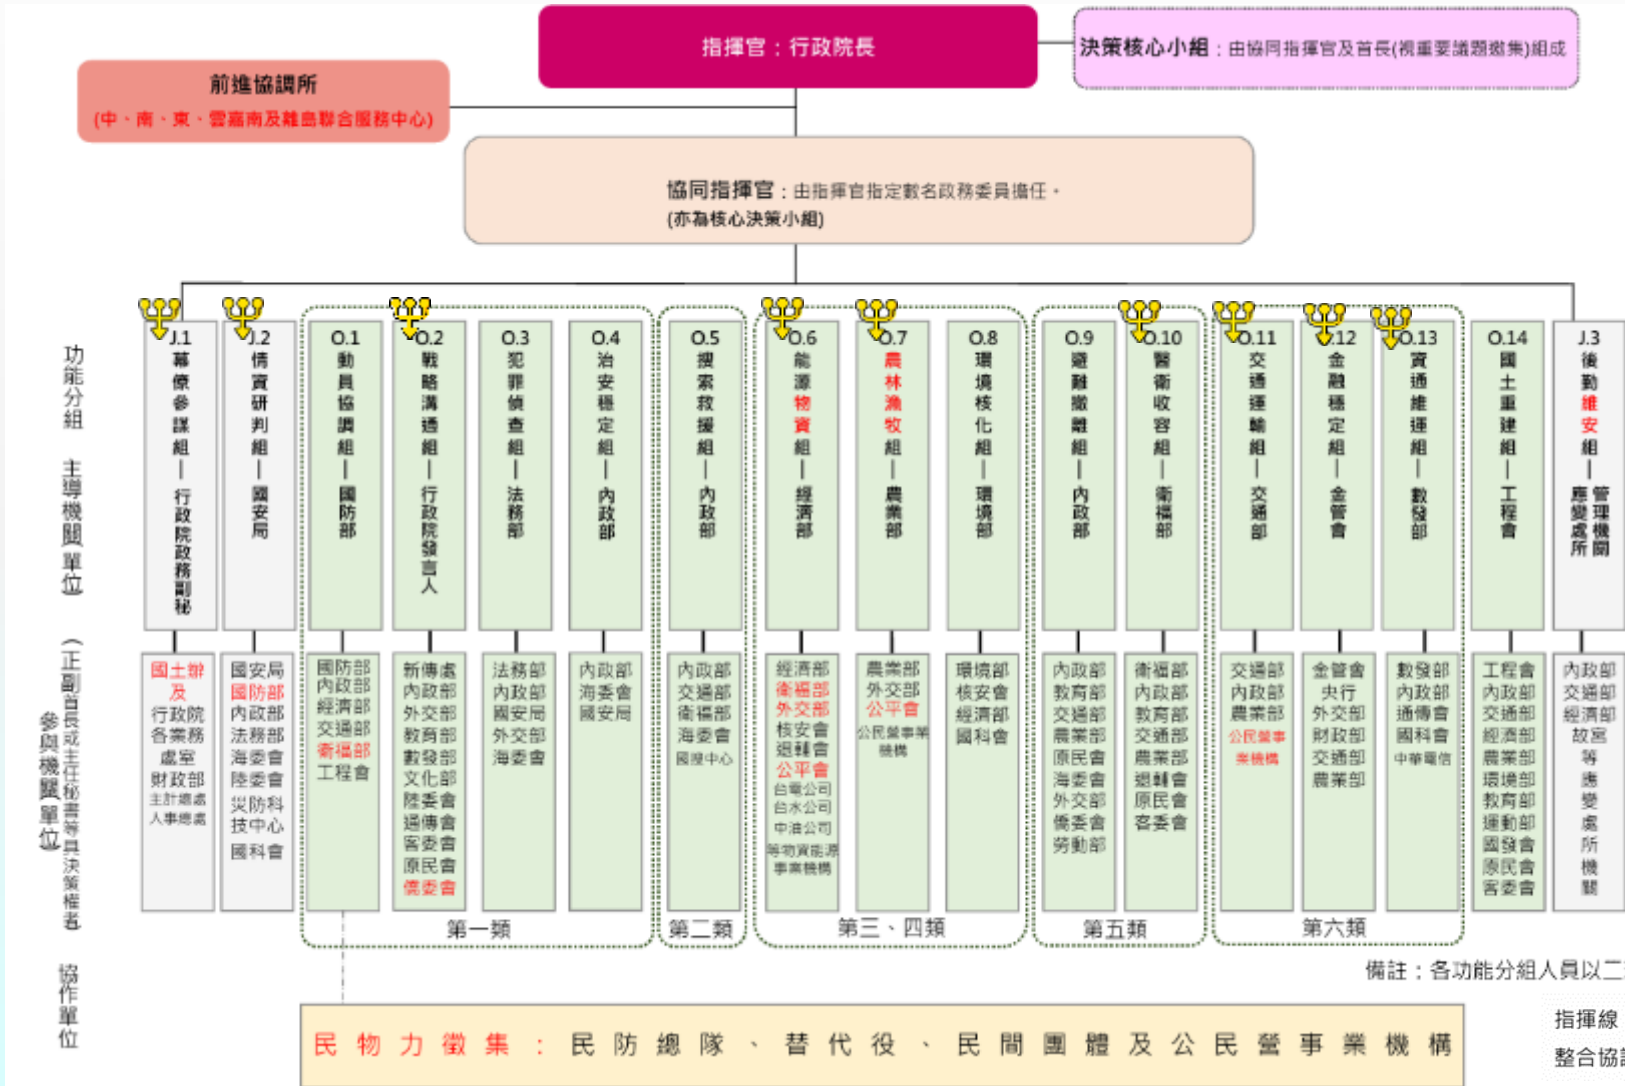 指揮官：行政院長
決策核心小組：由協同指揮官及首長(視重要議題邀集)組成
前進協調所
(中、南、東、雲嘉南及離島聯合服務中心)
協同指揮官：由指揮官指定數名政務委員擔任。
(亦為核心決策小組)
功能分組
主導機關(單位)
參與機關(單位)
(正副首長或主任秘書等具決策權者)
協作單位
J.1
幕僚參謀組—行政院政務副秘
國土辦
及
行政院
各業務
處室
財政部
主計總處
人事總處
J.2
情資研判組—國安局
國安局
國防部
內政部
法務部
海委會
陸委會
災防科
技中心
國科會
O.1
動員協調組—國防部
國防部
內政部
經濟部
交通部
衛福部
工程會
O.2
戰略溝通組—行政院發言人
新傳處
內政部
外交部
教育部
數發部
文化部
陸委會
通傳會
客委會
原民會
僑委會
O.3
犯罪偵查組—法務部
法務部
內政部
國安局
外交部
海委會
O.4
治安穩定組—內政部
內政部
海委會
國安局
第一類
O.5
搜索救援組—內政部
內政部
交通部
衛福部
海委會
國搜中心
第二類
O.6
能源物資組—經濟部
經濟部
衛福部
外交部
核安會
退輔會
公平會
台電公司
台水公司
中油公司
等物資能源
事業機構
O.7
農林漁牧組—農業部
農業部
外交部
公平會
公民營事業
機構
O.8
環境核化組—環境部
環境部
核安會
經濟部
國科會
第三、四類
O.9
避難撤離組—內政部
內政部
教育部
交通部
農業部
原民會
海委會
外交部
僑委會
勞動部
O.10
醫衛收容組—衛福部
衛福部
內政部
教育部
交通部
農業部
退輔會
原民會
客委會
第五類
O.11
交通運輸組—交通部
交通部
內政部
農業部
公民營事
業機構
O.12
金融穩定組—金管會
金管會
央行
外交部
財政部
交通部
農業部
O.13
資通維運組—數發部
數發部
內政部
通傳會
國科會
中華電信
第六類
O.14
國土重建組—工程會
工程會
內政部
交通部
經濟部
農業部
環境部
教育部
運動部
國發會
原民會
客委會
J.3
後勤維安組—管理機關
應變處所
內政部
交通部
經濟部
故宮
等
應
變
處
所
機
關
備註：各功能分組人員以二
民物力徵集：民防總隊、替代役、民間團體及公民營事業機構
指揮線
整合協